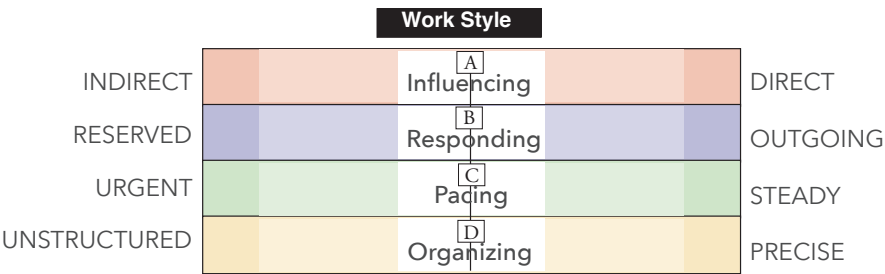 Work Style
A
INDIRECT Influencing DIRECT
B
RESERVED Responding OUTGOING
C
URGENT Pacing STEADY
D
UNSTRUCTURED Organizing PRECISE